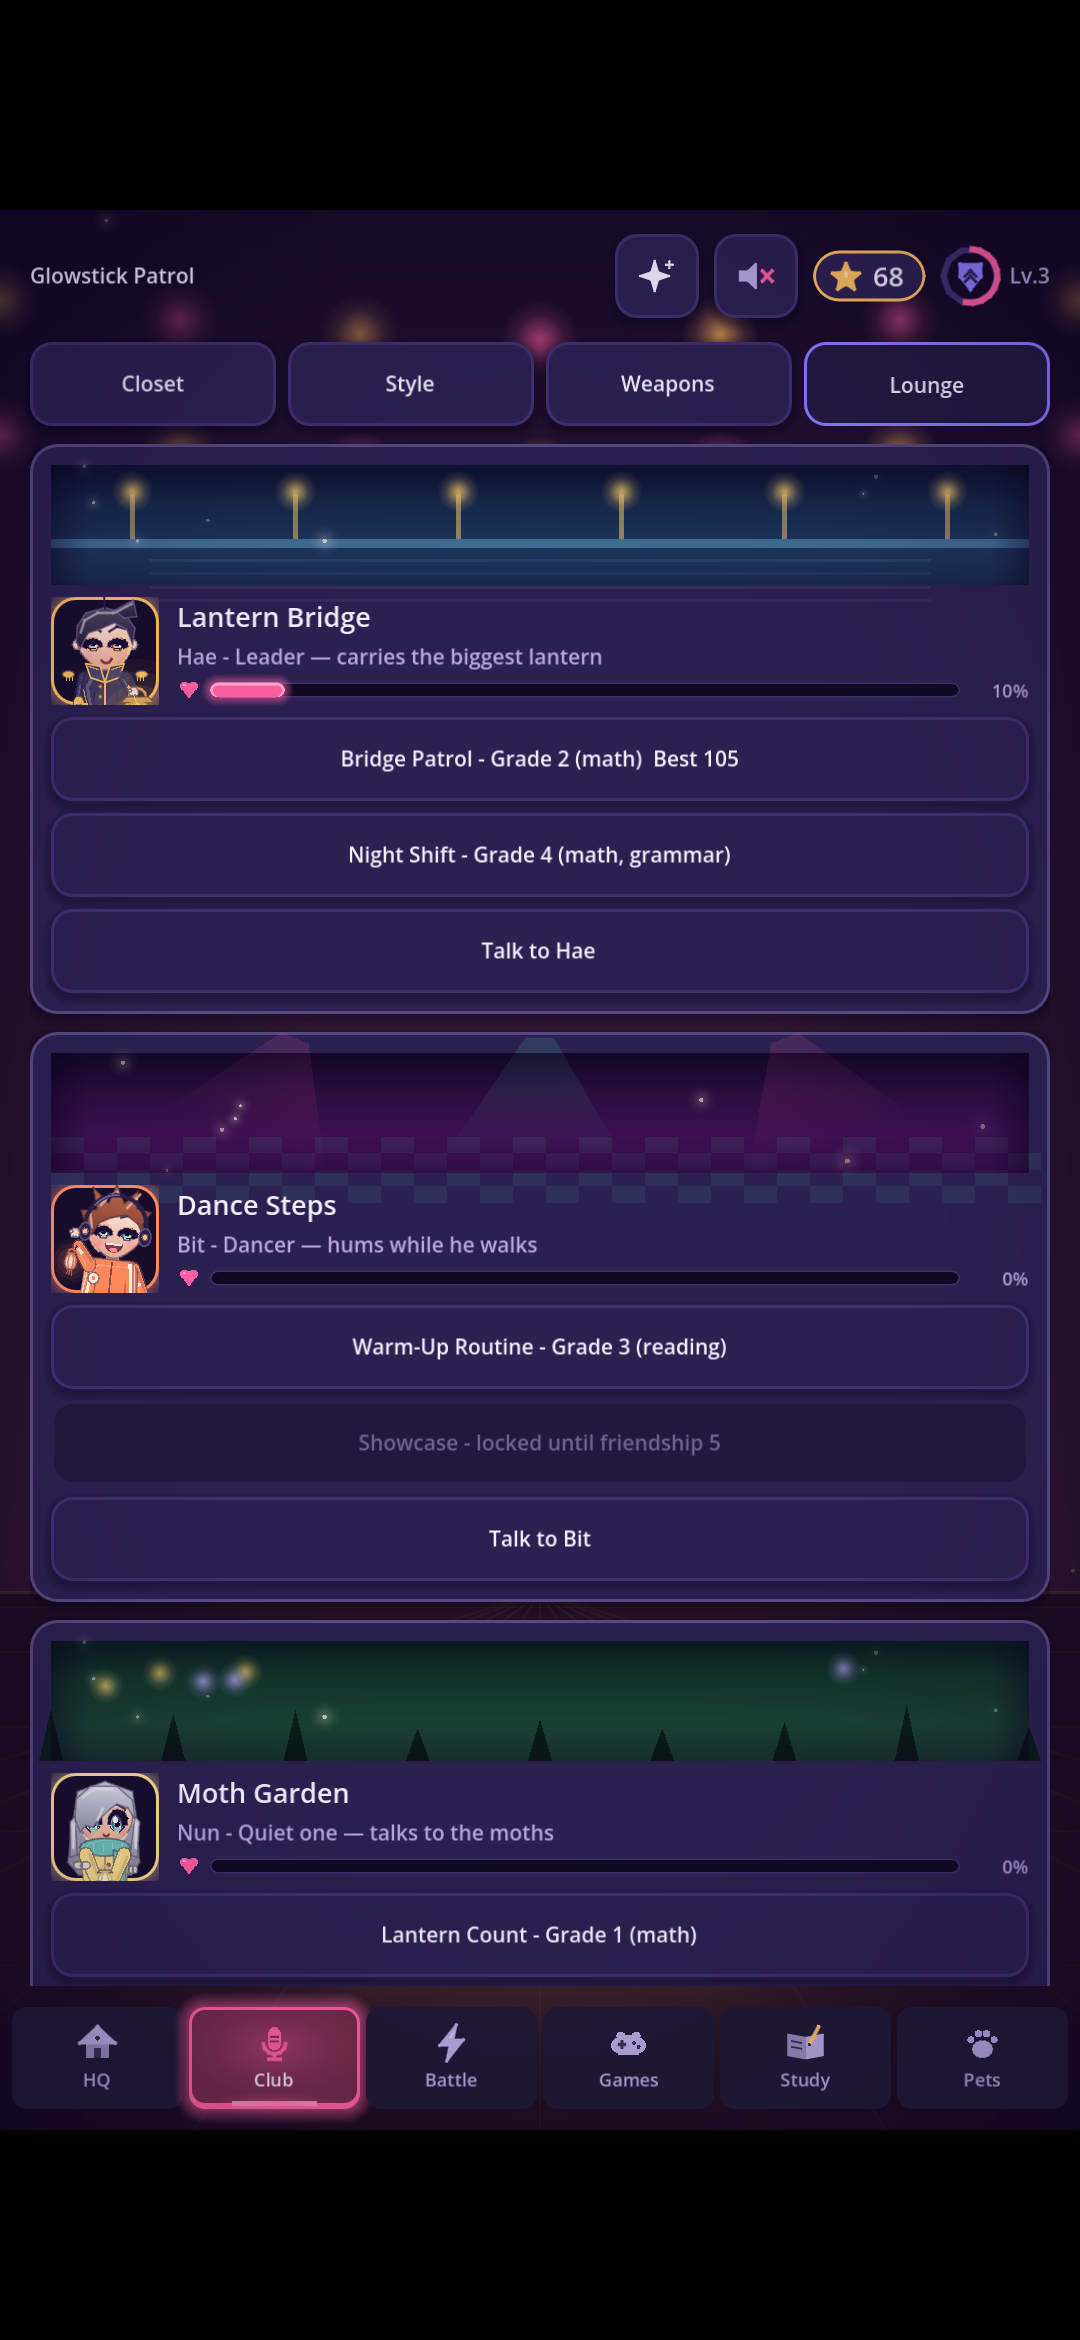 Glowstick Patrol
68
Lv.3
Closet
Style
Weapons
Lounge
Lantern Bridge
Hae - Leader — carries the biggest lantern
10%
Bridge Patrol - Grade 2 (math)  Best 105
Night Shift - Grade 4 (math, grammar)
Talk to Hae
Dance Steps
Bit - Dancer — hums while he walks
0%
Warm-Up Routine - Grade 3 (reading)
Showcase - locked until friendship 5
Talk to Bit
Moth Garden
Nun - Quiet one — talks to the moths
0%
Lantern Count - Grade 1 (math)
HQ
Club
Battle
Games
Study
Pets